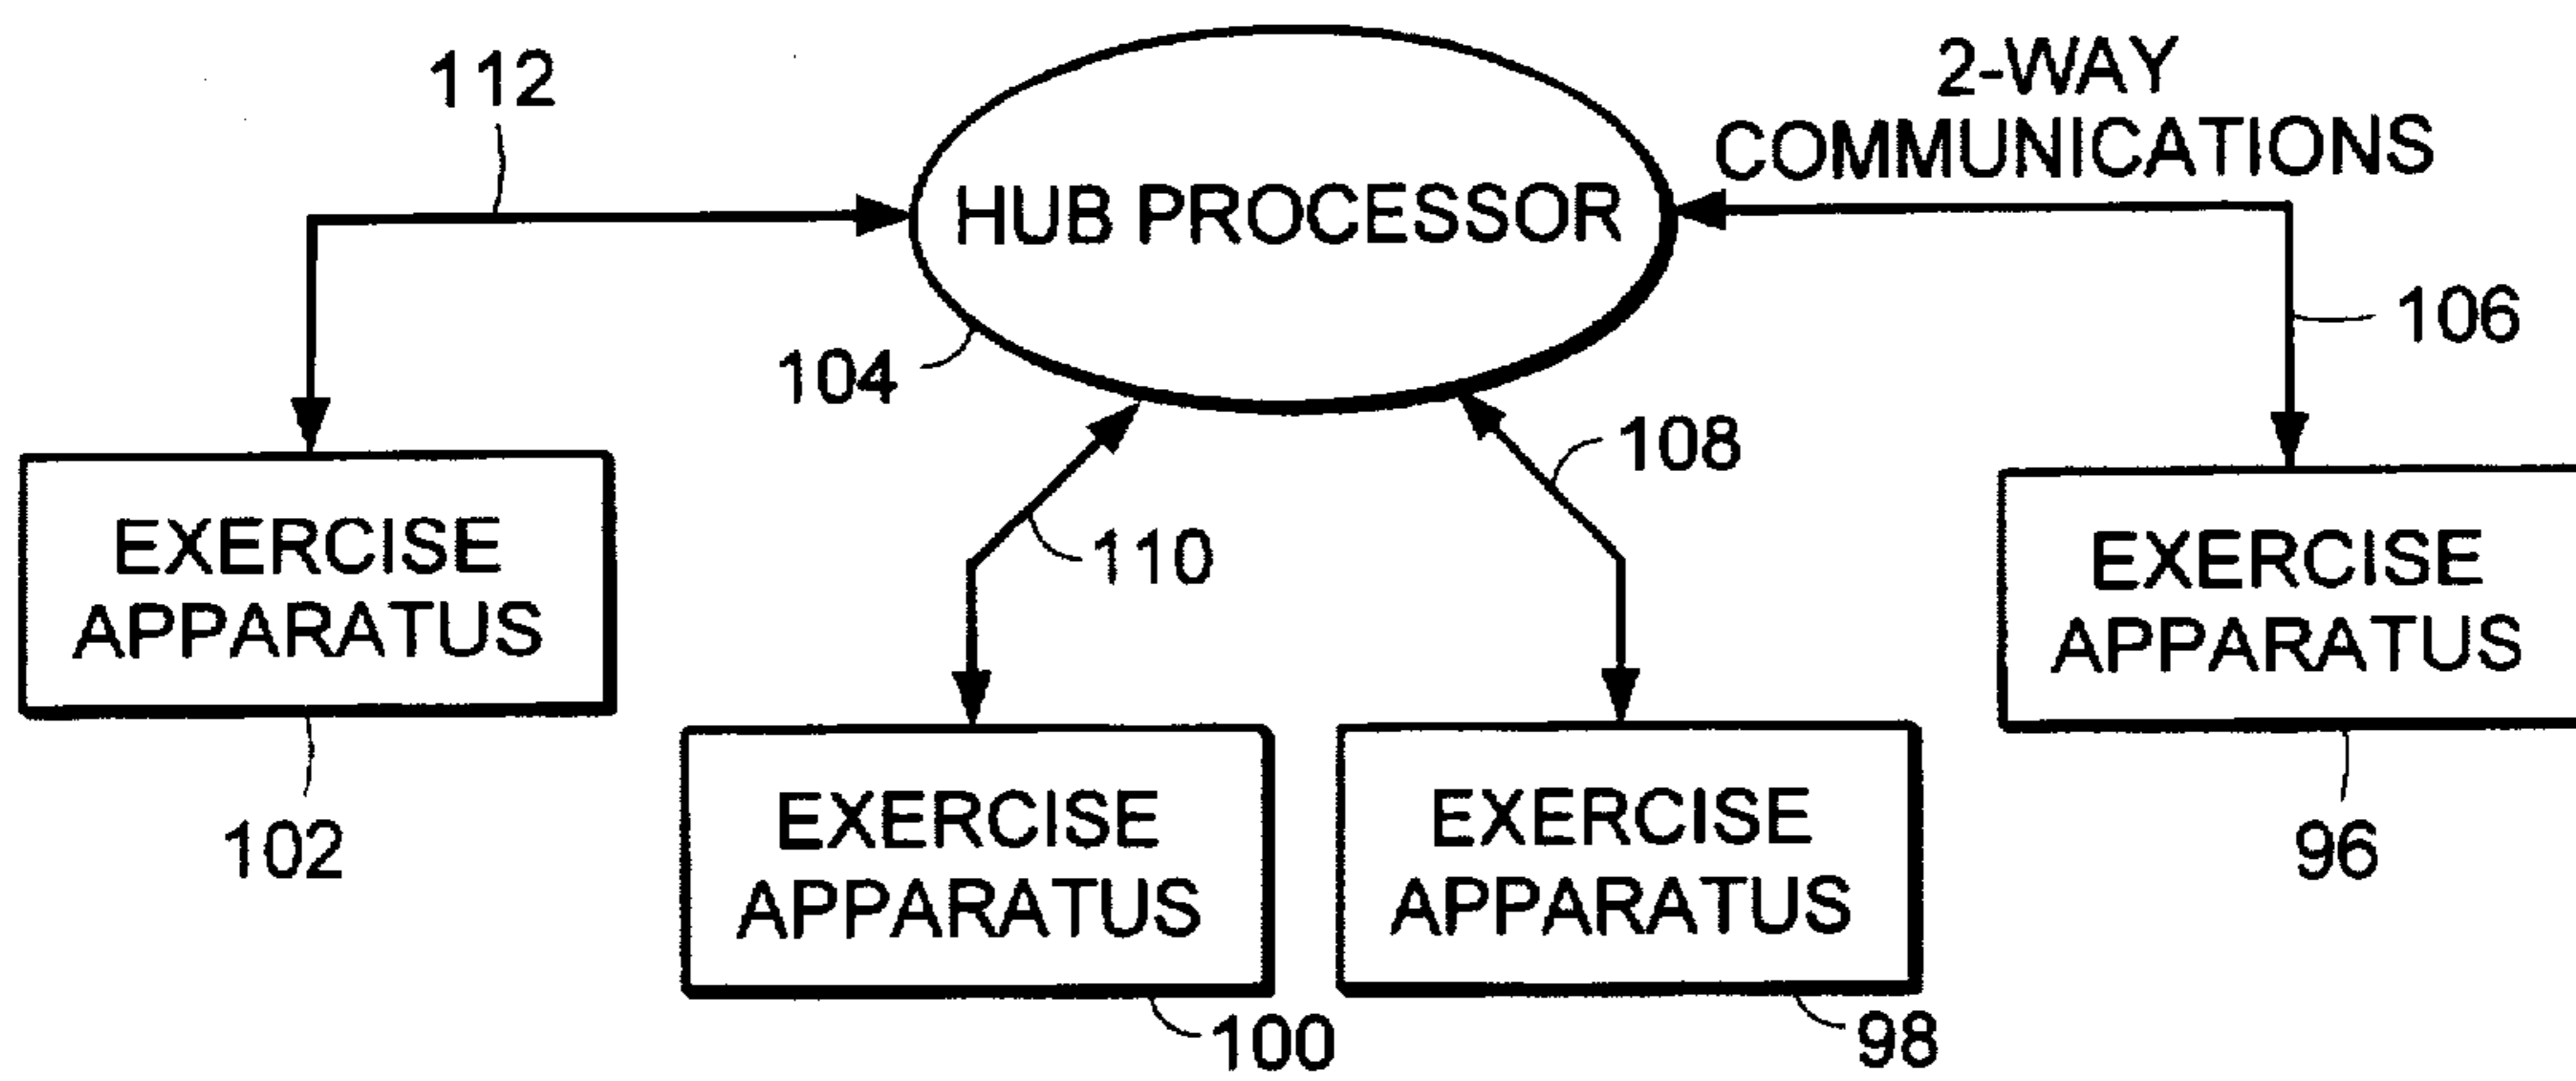 112
2-WAY
COMMUNICATIONS
HUB PROCESSOR
106
104
108
110
EXERCISE
APPARATUS
EXERCISE
APPARATUS
102
EXERCISE
APPARATUS
100
EXERCISE
APPARATUS
98
96